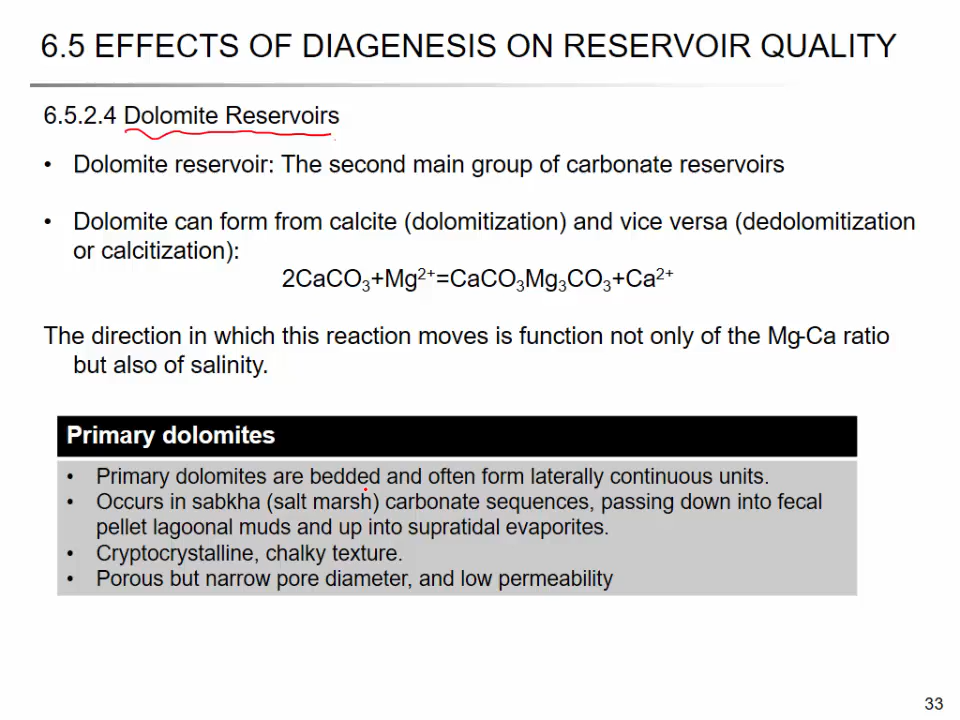 6.5 EFFECTS OF DIAGENESIS ON RESERVOIR QUALITY
6.5.2.4 Dolomite Reservoirs
• Dolomite reservoir: The second main group of carbonate reservoirs
• Dolomite can form from calcite (dolomitization) and vice versa (dedolomitization
or calcitization):
2CaCO₃+Mg²⁺=CaCO₃Mg₃CO₃+Ca²⁺
The direction in which this reaction moves is function not only of the Mg-Ca ratio
but also of salinity.
Primary dolomites
• Primary dolomites are bedded and often form laterally continuous units.
• Occurs in sabkha (salt marsh) carbonate sequences, passing down into fecal
pellet lagoonal muds and up into supratidal evaporites.
• Cryptocrystalline, chalky texture.
• Porous but narrow pore diameter, and low permeability
33